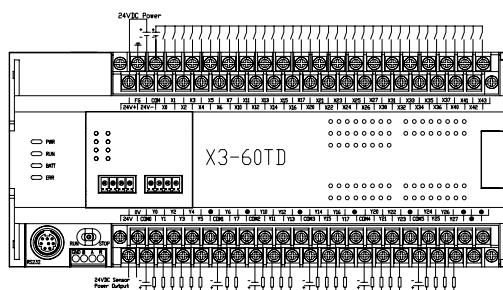 24VDC Power
FG COM X1 X3 X5 X7 X11 X13 X15 X17 X21 X23 X25 X27 X31 X33 X35 X37 X41 X43
24V+ 24V- X0 X2 X4 X6 X10 X12 X14 X16 X20 X22 X24 X26 X30 X32 X34 X36 X40 X42
PWR
RUN
BATT
ERR
X3-60TD
0V Y0 Y2 Y4 Y6 Y10 Y12 Y14 Y16 Y20 Y22 Y24 Y26
24V COM0 Y1 Y3 Y5 COM1 Y7 COM2 Y11 Y13 COM3 Y15 Y17 COM4 Y21 Y23 COM5 Y25 Y27
RUN STOP
RS232
24VDC Sensor
Power Output